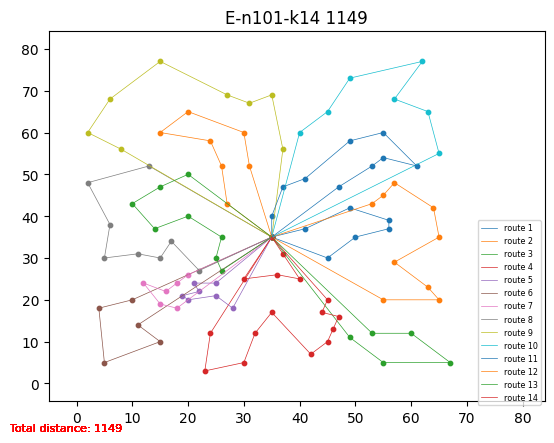 E-n101-k14 1149
80
70
60
50
40
30
20
10
0
route 1
route 2
route 3
route 4
route 5
route 6
route 7
route 8
route 9
route 10
route 11
route 12
route 13
route 14
0 10 20 30 40 50 60 70 80
Total distance: 1149